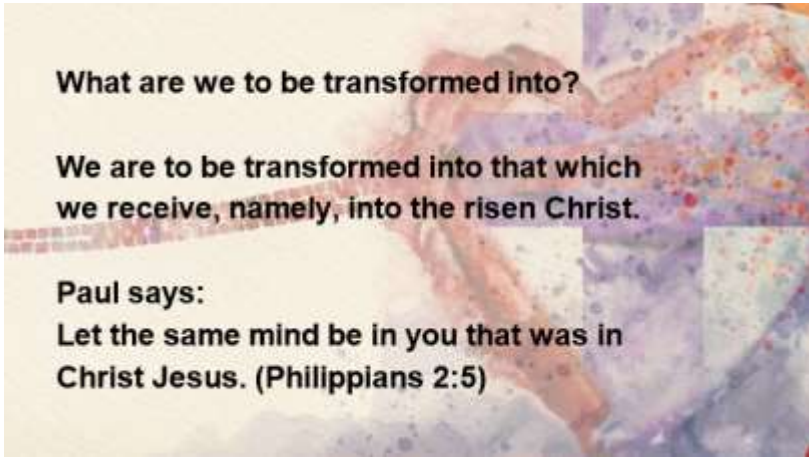 What are we to be transformed into?
We are to be transformed into that which
we receive, namely, into the risen Christ.
Paul says:
Let the same mind be in you that was in
Christ Jesus. (Philippians 2:5)